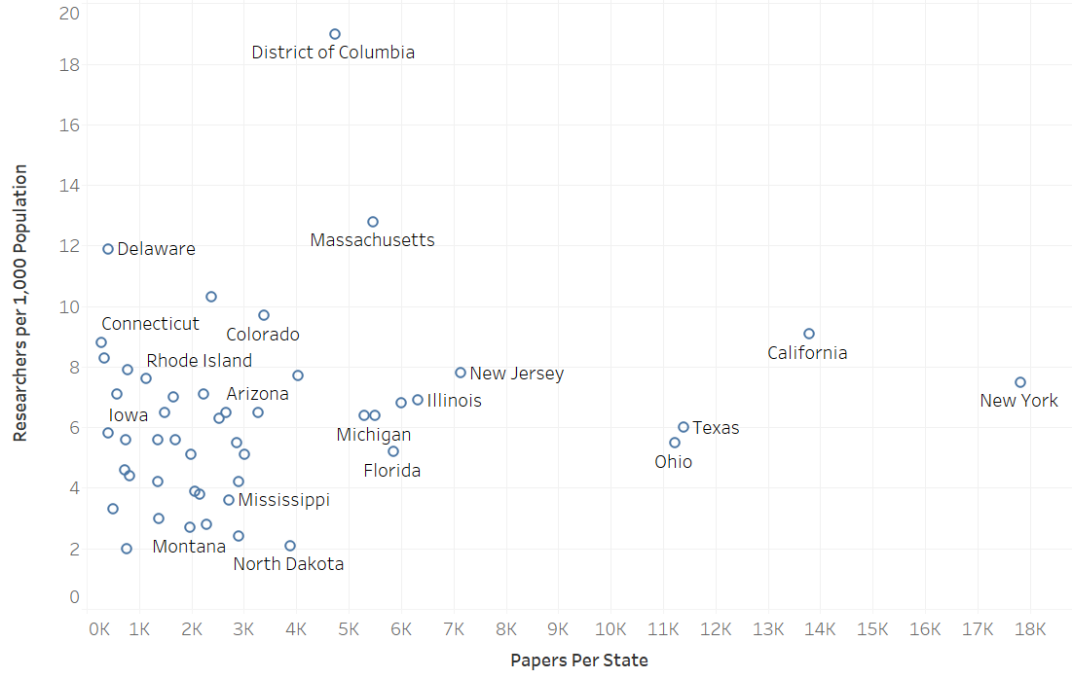 20
18
16
14
12
10
8
6
4
2
0
Researchers per 1,000 Population
District of Columbia
Massachusetts
Delaware
Connecticut
Colorado
Rhode Island
California
New Jersey
Arizona
Illinois
New York
Iowa
Michigan
Texas
Ohio
Florida
Mississippi
Montana
North Dakota
0K 1K 2K 3K 4K 5K 6K 7K 8K 9K 10K 11K 12K 13K 14K 15K 16K 17K 18K
Papers Per State